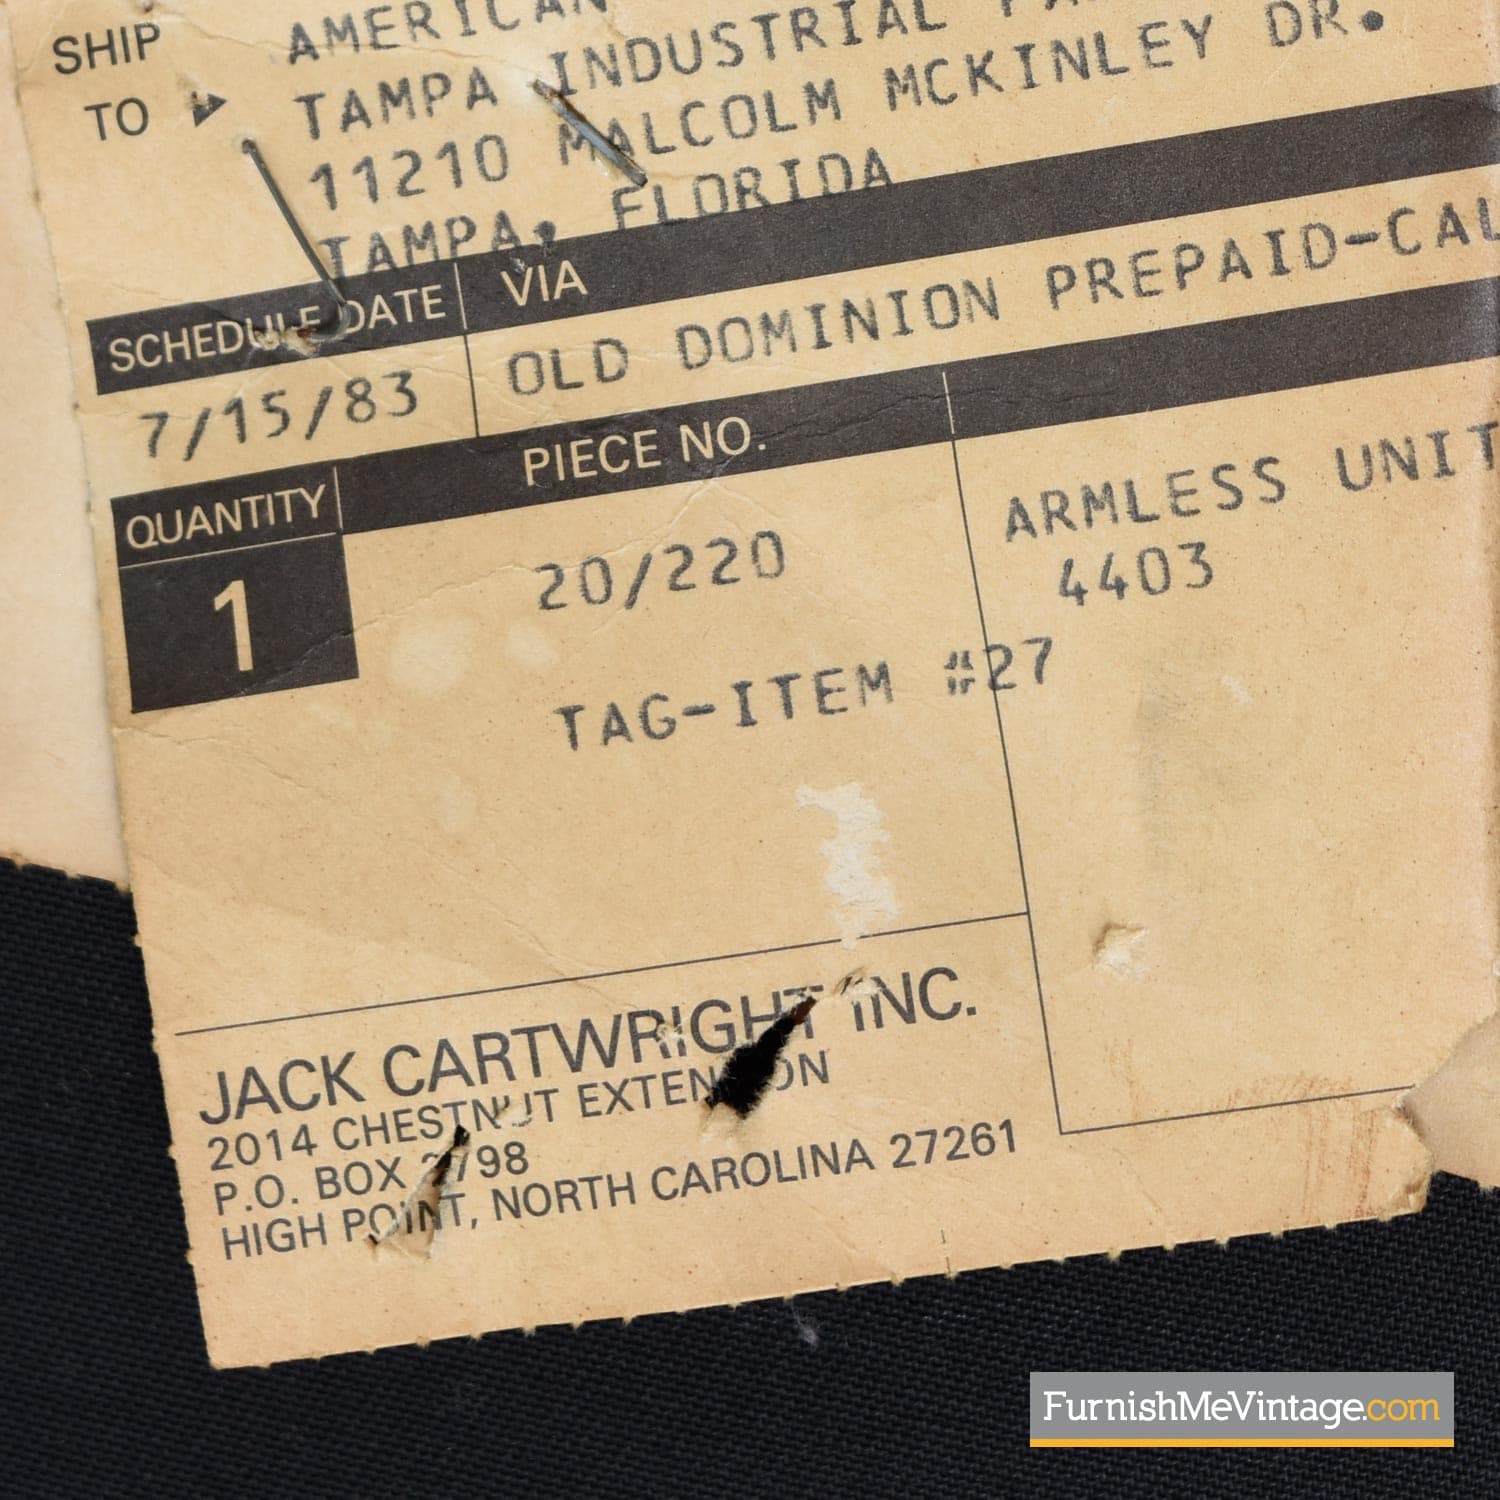 SHIP TO AMERICAN
TAMPA INDUSTRIAL
11210 MALCOLM MCKINLEY DR.
TAMPA, FLORIDA
SCHEDULE DATE VIA
7/15/83 OLD DOMINION PREPAID-CAL
QUANTITY PIECE NO.
1 20/220 ARMLESS UNIT
4403
TAG-ITEM #27
JACK CARTWRIGHT INC.
2014 CHESTNUT EXTENSION
P.O. BOX
HIGH POINT, NORTH CAROLINA 27261
FurnishMeVintage.com